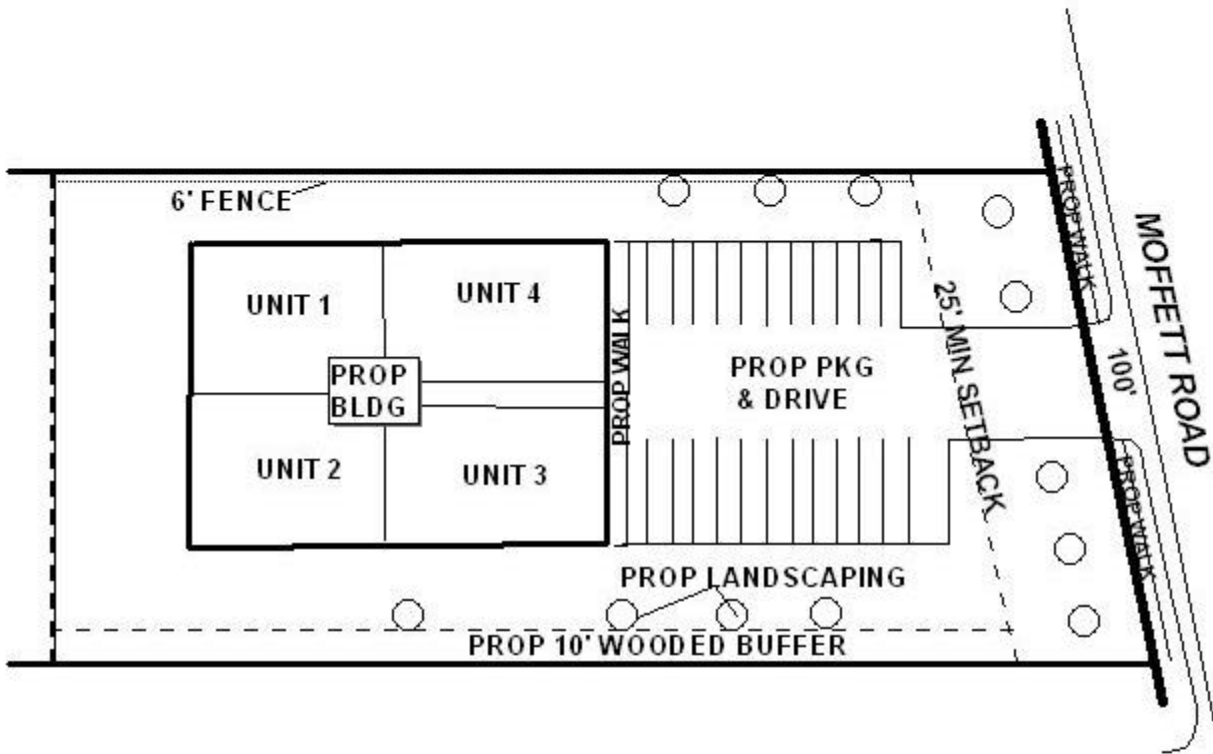 6' FENCE
UNIT 1
UNIT 4
PROP
BLDG
UNIT 2
UNIT 3
PROP WALK
PROP PKG
& DRIVE
25' MIN SETBACK
PROP WALK
100'
MOFFETT ROAD
PROP WALK
PROP LANDSCAPING
PROP 10' WOODED BUFFER